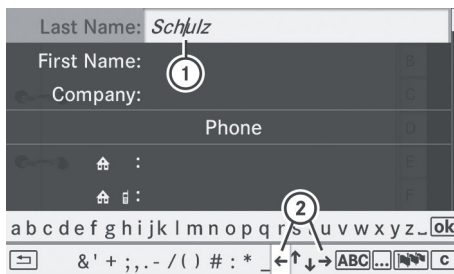 Last Name: Schulz
First Name:
Company:
1
Phone
:
:
2
a b c d e f g h i j k l m n o p q r s t u v w x y z _ ok
& ' + ; , . - / ( ) # : * _ ← ↑ ↓ → ABC ... c